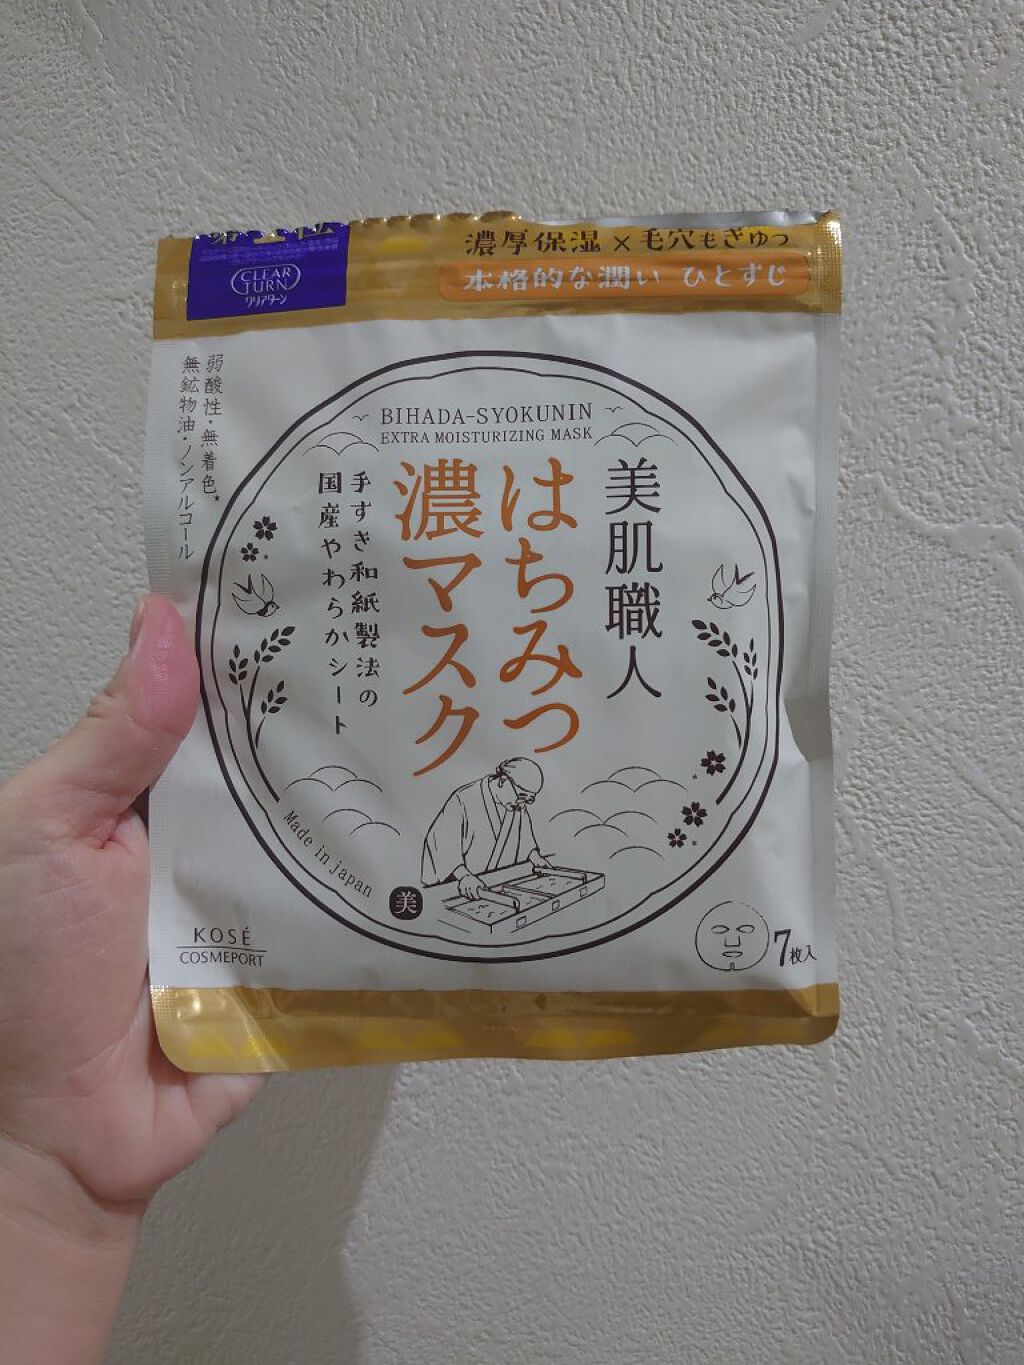 CLEAR
TURN
クリアターン
濃厚保湿×毛穴もぎゅっ
本格的な潤い ひとすじ
弱酸性・無着色*
無鉱物油・ノンアルコール
BIHADA-SYOKUNIN
EXTRA MOISTURIZING MASK
美肌職人
はちみつ
濃マスク
手すき和紙製法の
国産やわらかシート
Made in japan
美
KOSÉ
COSMEPORT
7枚入